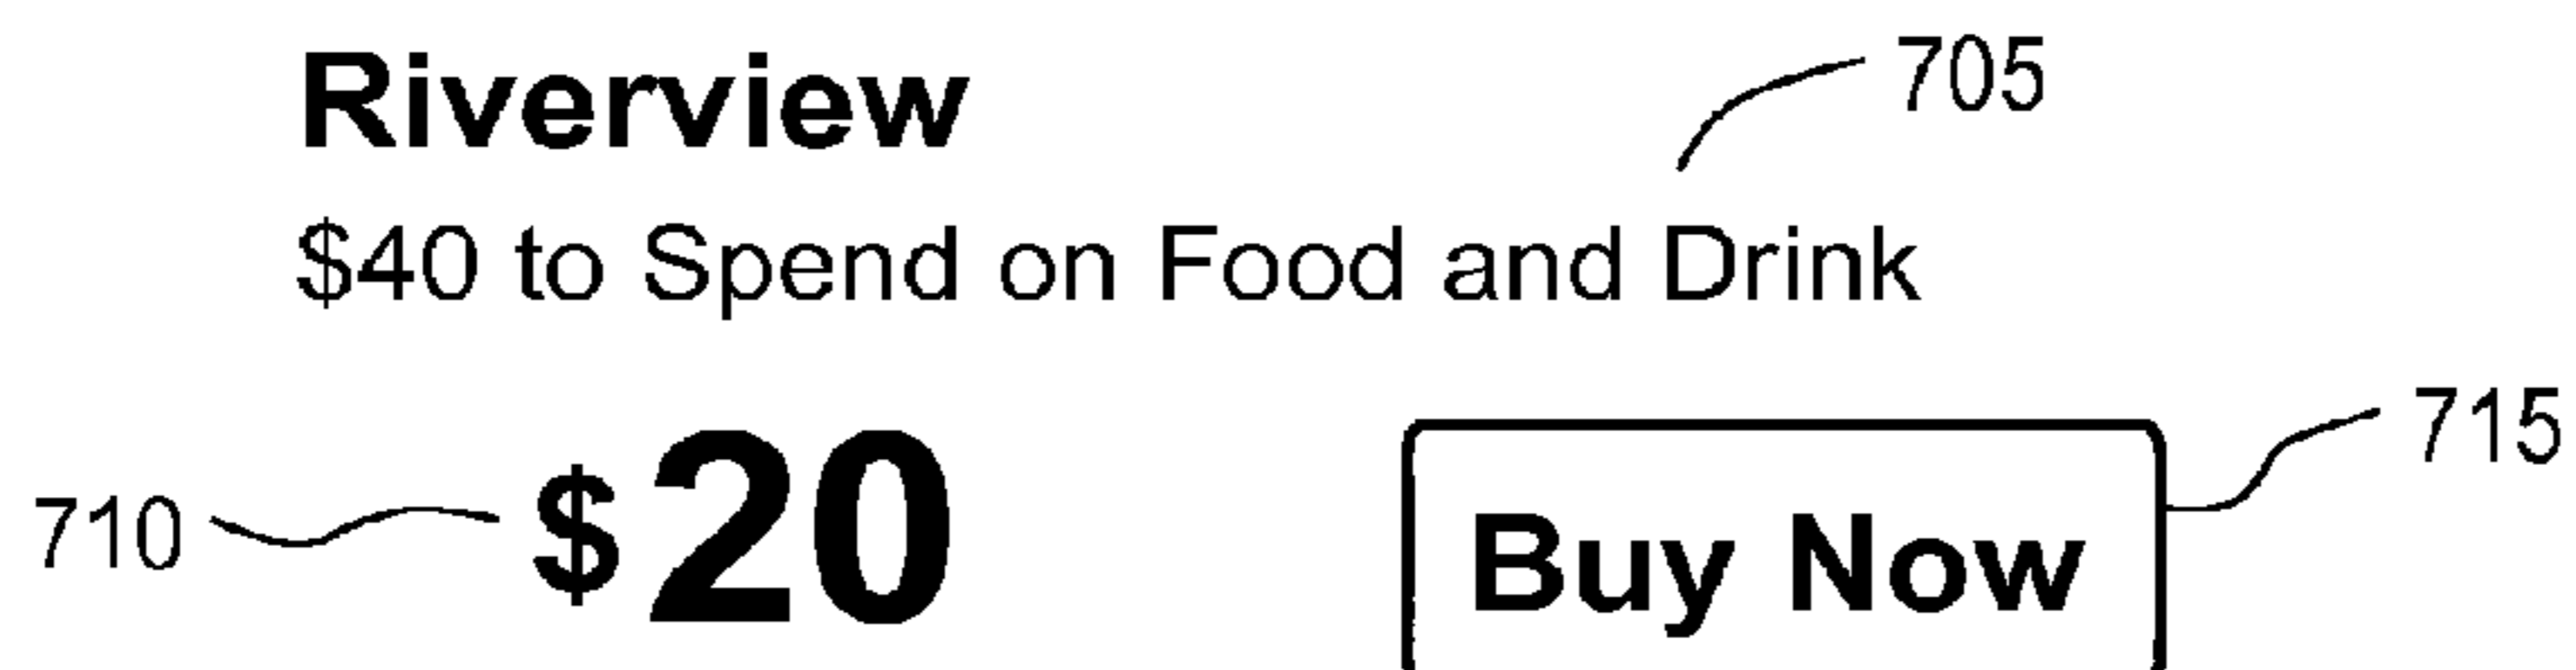 Riverview
705
$40 to Spend on Food and Drink
715
710
$20
Buy Now